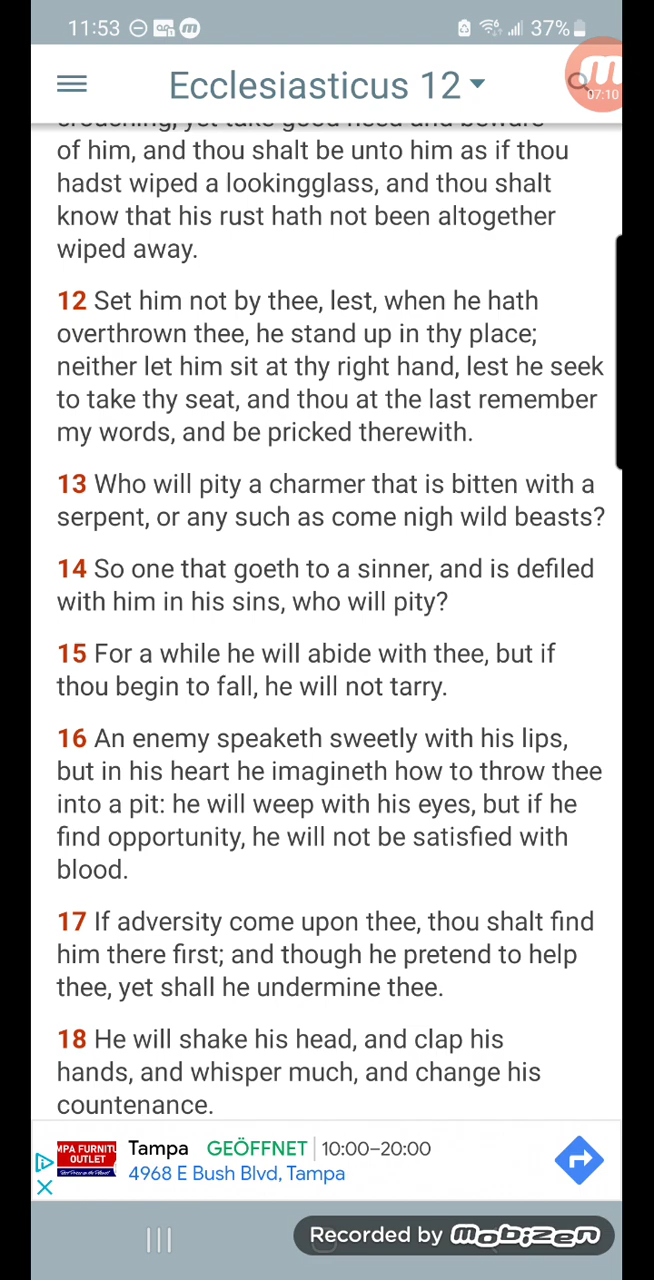 11:53 37%
Ecclesiasticus 12
07:10
crouching, yet take good heed and beware
of him, and thou shalt be unto him as if thou
hadst wiped a lookingglass, and thou shalt
know that his rust hath not been altogether
wiped away.
12 Set him not by thee, lest, when he hath
overthrown thee, he stand up in thy place;
neither let him sit at thy right hand, lest he seek
to take thy seat, and thou at the last remember
my words, and be pricked therewith.
13 Who will pity a charmer that is bitten with a
serpent, or any such as come nigh wild beasts?
14 So one that goeth to a sinner, and is defiled
with him in his sins, who will pity?
15 For a while he will abide with thee, but if
thou begin to fall, he will not tarry.
16 An enemy speaketh sweetly with his lips,
but in his heart he imagineth how to throw thee
into a pit: he will weep with his eyes, but if he
find opportunity, he will not be satisfied with
blood.
17 If adversity come upon thee, thou shalt find
him there first; and though he pretend to help
thee, yet shall he undermine thee.
18 He will shake his head, and clap his
hands, and whisper much, and change his
countenance.
MPA FURNITU
OUTLET
Tampa GEÖFFNET 10:00–20:00
4968 E Bush Blvd, Tampa
Recorded by mobizen